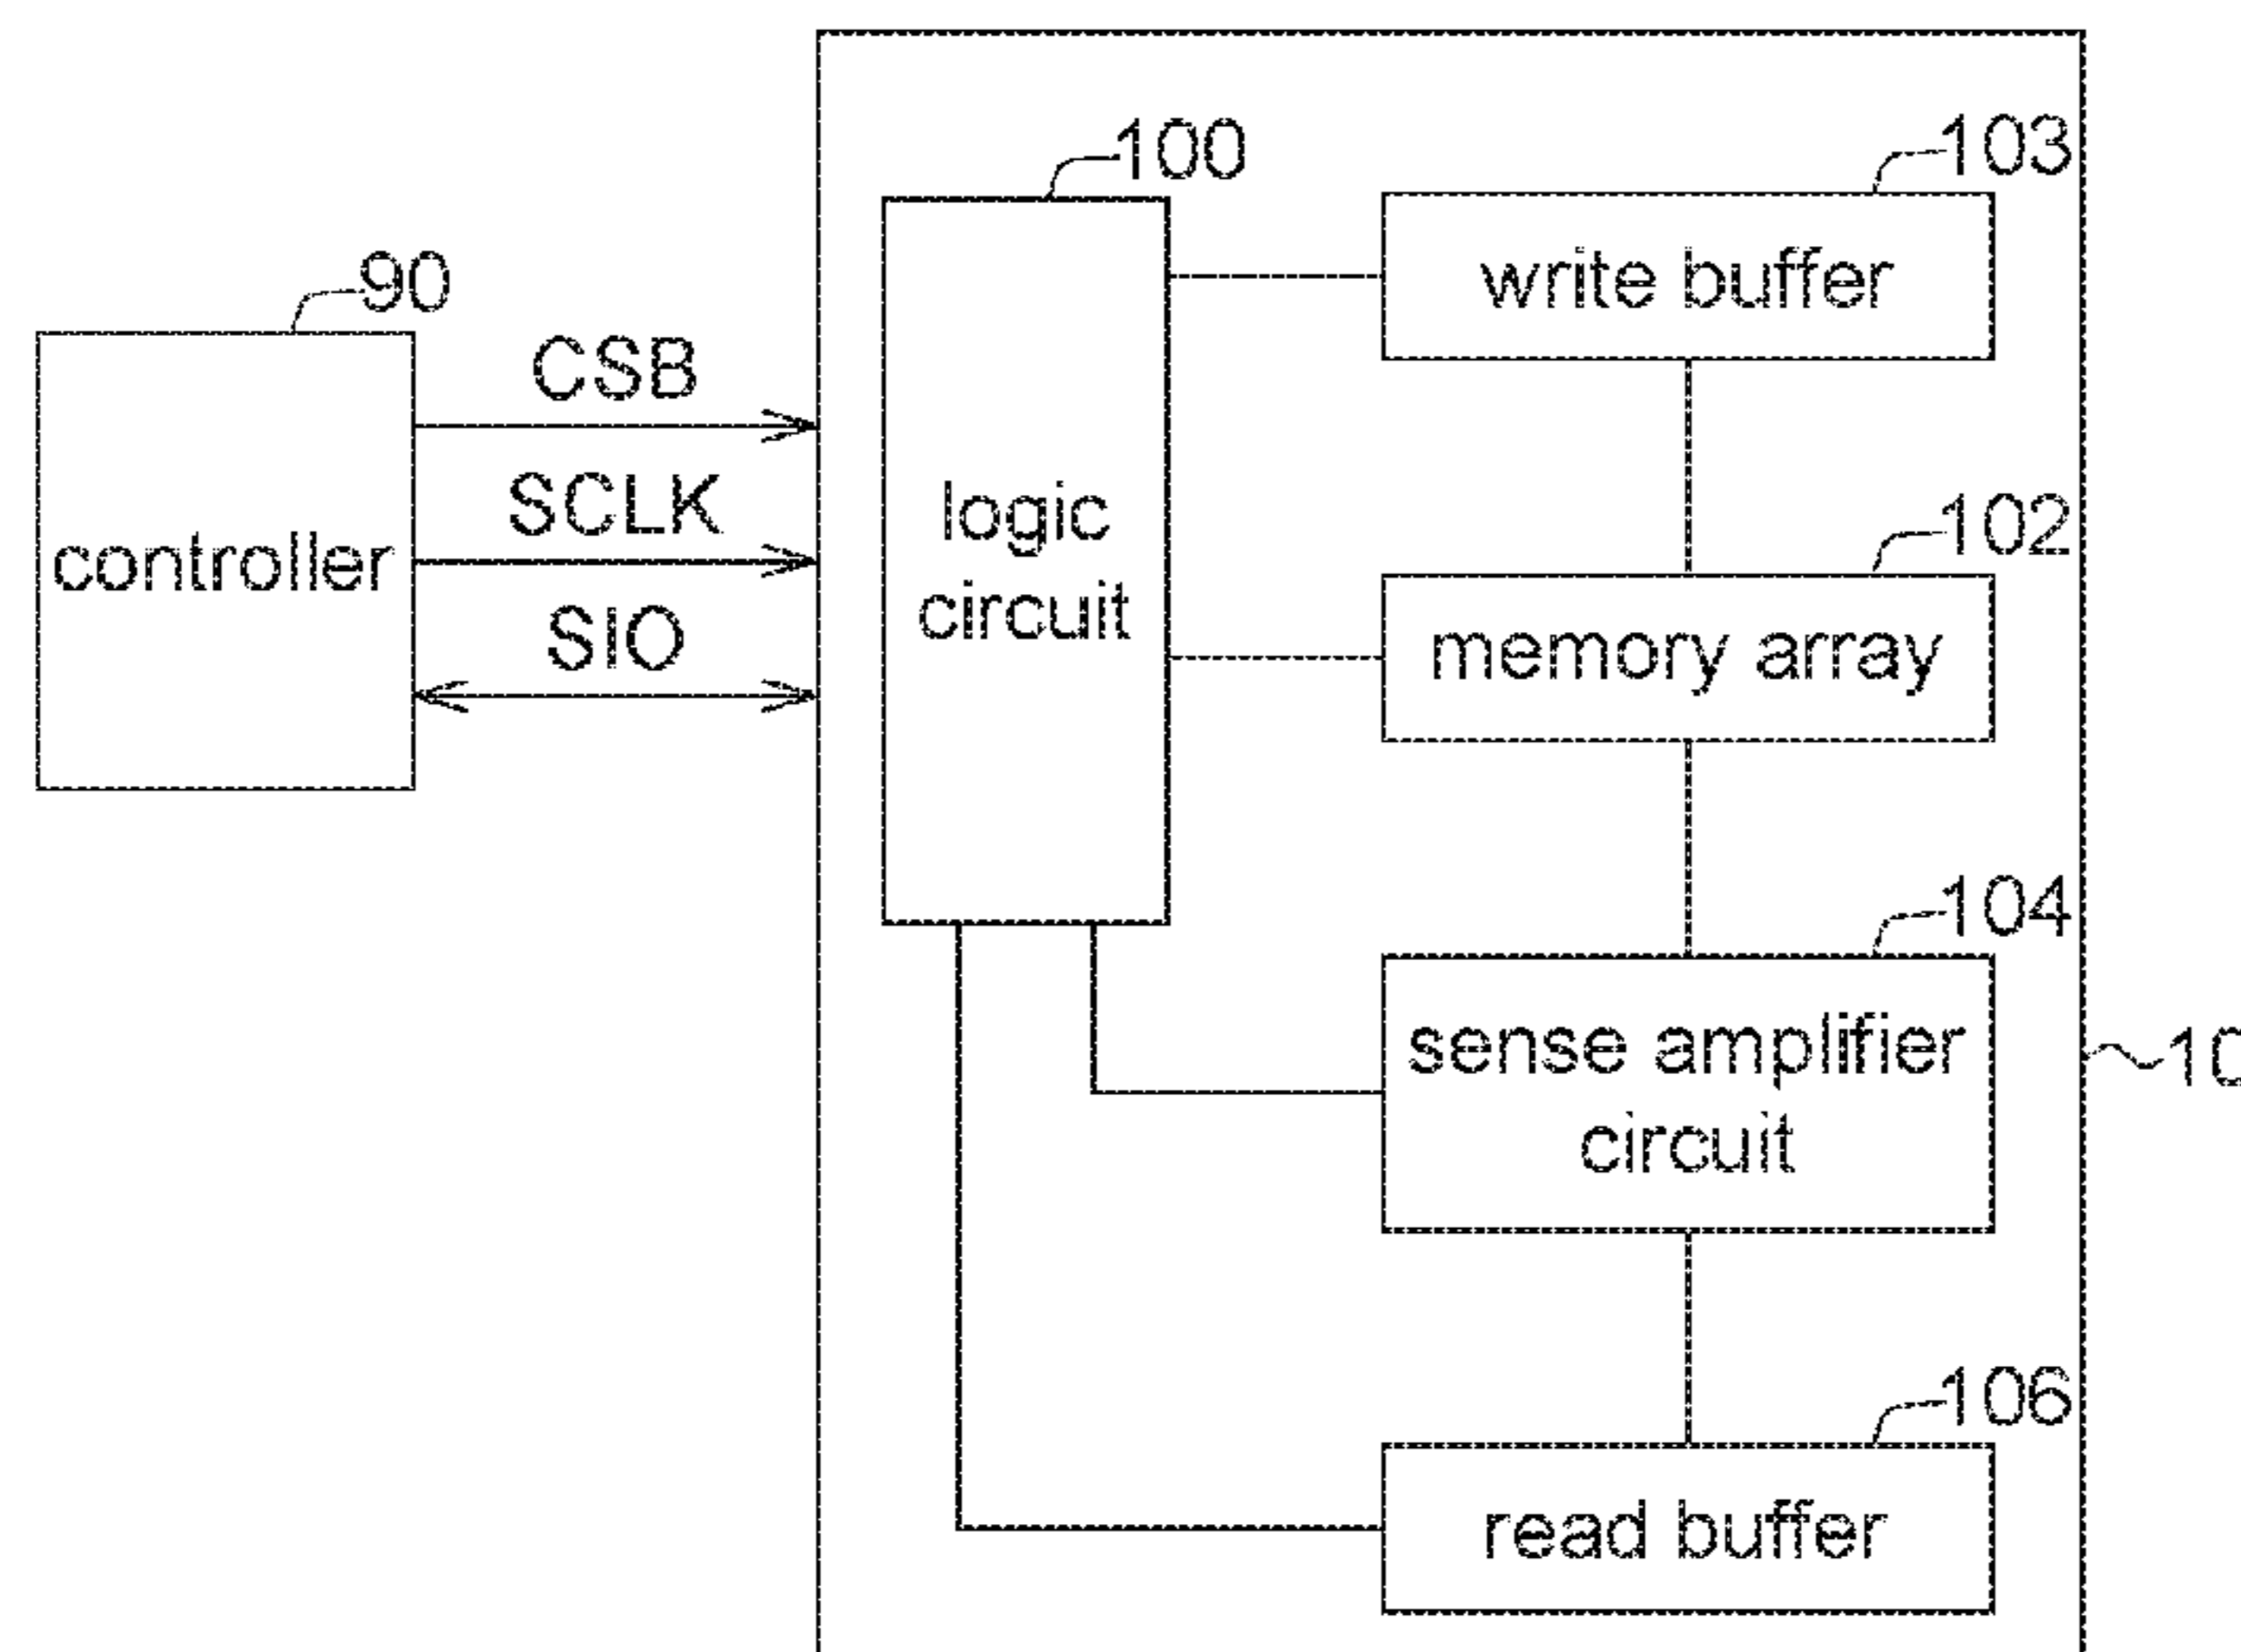 100
103
90
write buffer
CSB
SCLK
logic
circuit
102
controller
SIO
memory array
104
sense amplifier
circuit
10
106
read buffer